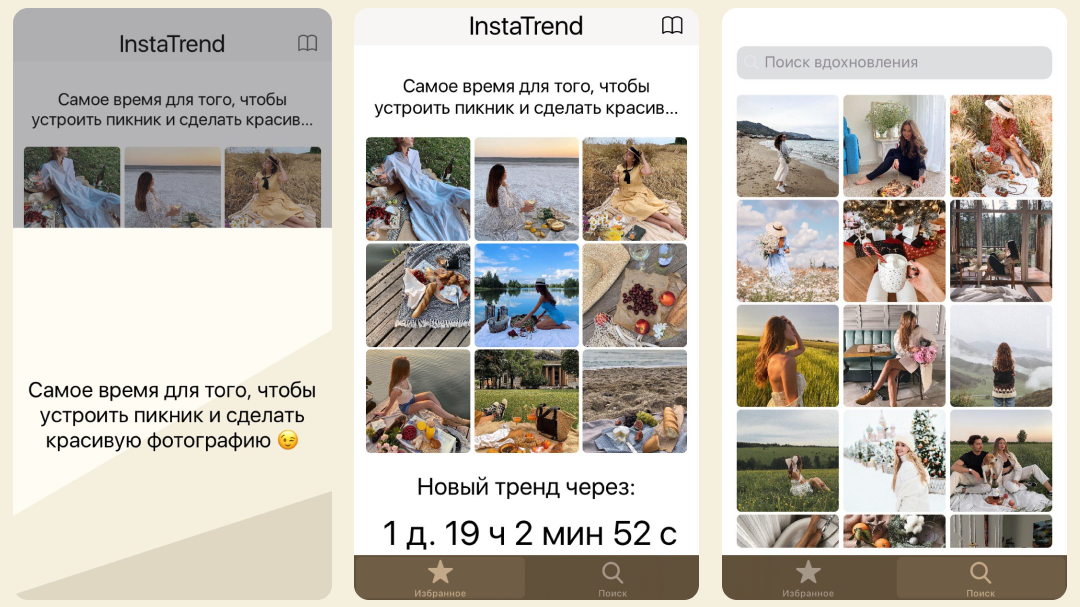 InstaTrend
Самое время для того, чтобы
устроить пикник и сделать красив...
Самое время для того, чтобы
устроить пикник и сделать
красивую фотографию 😉
InstaTrend
Самое время для того, чтобы
устроить пикник и сделать красив...
Новый тренд через:
1 д. 19 ч 2 мин 52 с
Избранное
Поиск
Поиск вдохновления
Избранное
Поиск